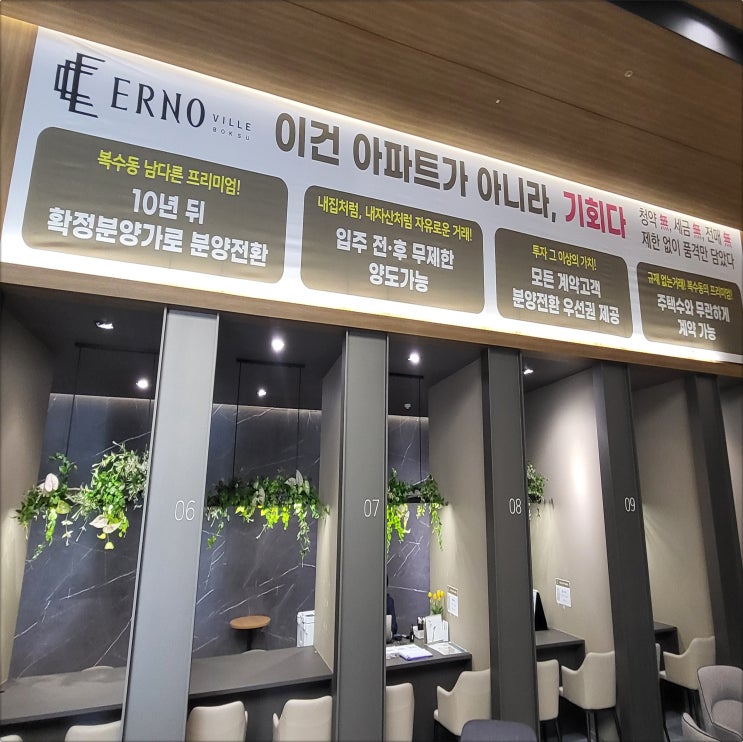 ERNO
VILLE
BOKSU
이건 아파트가 아니라, 기회다
청약 無, 세금 無, 전매 無
제한 없이 품격만 담았다
복수동 남다른 프리미엄!
10년 뒤
확정분양가로 분양전환
내집처럼, 내자산처럼 자유로운 거래!
입주 전·후 무제한
양도가능
투자 그 이상의 가치!
모든 계약고객
분양전환 우선권 제공
규제 없는거래! 복수동의 프리미엄!
주택수와 무관하게
계약 가능
06
07
08
09